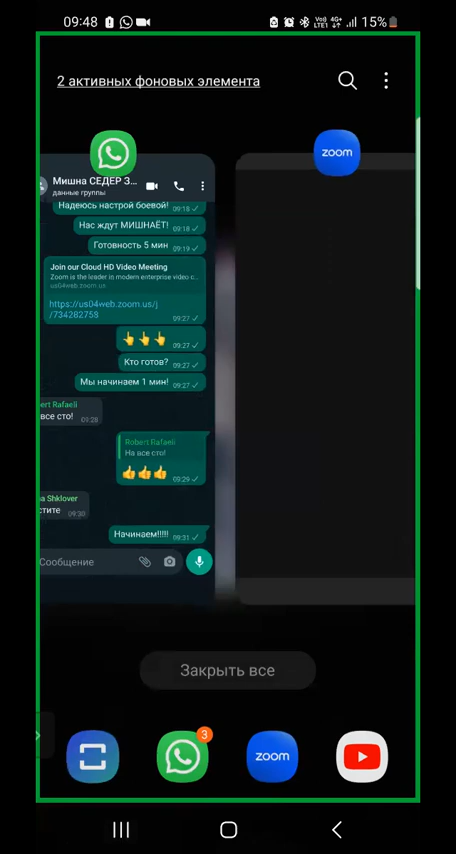 09:48
Vo)) 4G+
LTE1
15%
2 активных фоновых элемента
zoom
Мишна СЕДЕР З...
данные группы
Надеюсь настрой боевой! 09:18
Нас ждут МИШНАЁТ! 09:18
Готовность 5 мин 09:19
Join our Cloud HD Video Meeting
Zoom is the leader in modern enterprise video c...
us04web.zoom.us
https://us04web.zoom.us/j
/734282758
09:27
09:27
Кто готов? 09:27
Мы начинаем 1 мин! 09:27
ert Rafaeli
все сто! 09:28
Robert Rafaeli
На все сто!
09:29
a Shklover
стите 09:30
Начинаем!!!!! 09:31
Сообщение
Закрыть все
3
zoom